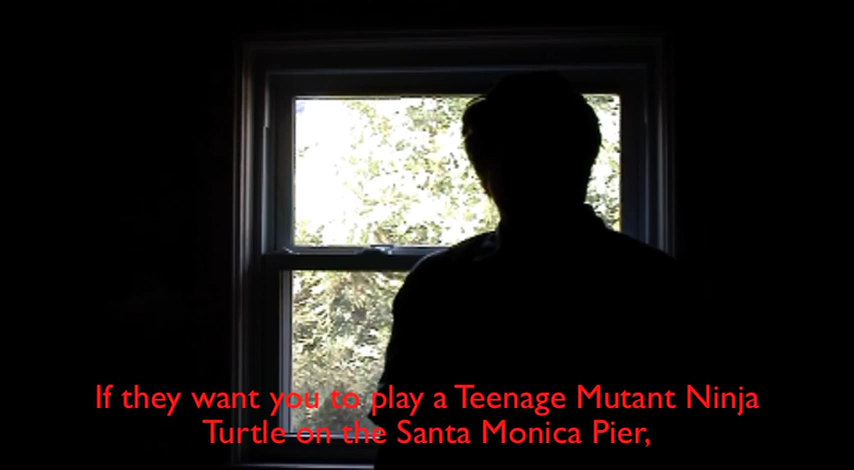 If they want you to play a Teenage Mutant Ninja
Turtle on the Santa Monica Pier,